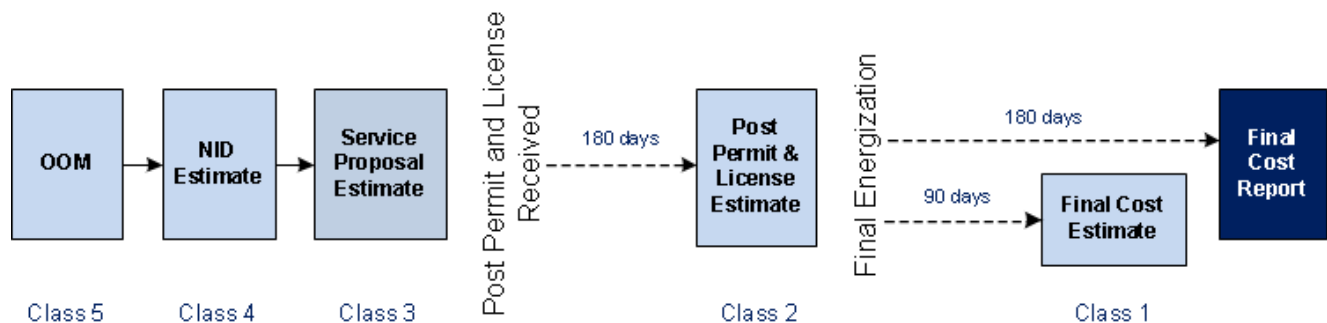 OOM
NID
Estimate
Service
Proposal
Estimate
Post Permit and License
Received
180 days
Post
Permit &
License
Estimate
Final Energization
180 days
90 days
Final Cost
Estimate
Final
Cost
Report
Class 5
Class 4
Class 3
Class 2
Class 1